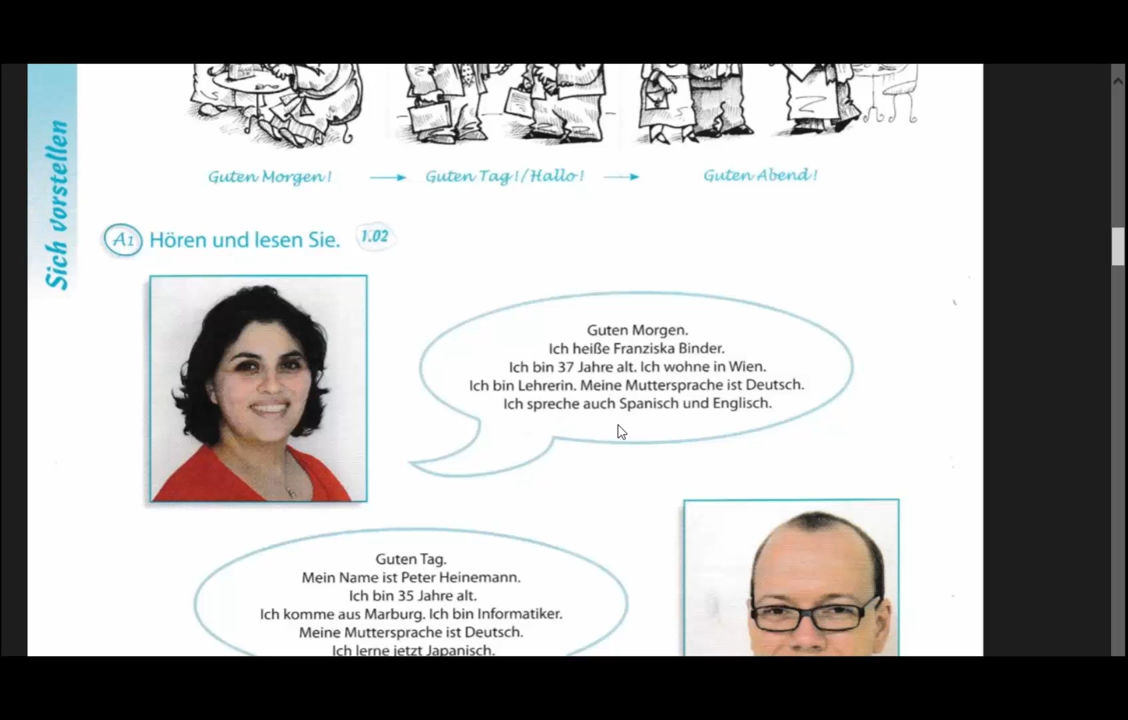 Sich vorstellen
Guten Morgen! Guten Tag!/Hallo! Guten Abend!
A1 Hören und lesen Sie. 1.02
Guten Morgen.
Ich heiße Franziska Binder.
Ich bin 37 Jahre alt. Ich wohne in Wien.
Ich bin Lehrerin. Meine Muttersprache ist Deutsch.
Ich spreche auch Spanisch und Englisch.
Guten Tag.
Mein Name ist Peter Heinemann.
Ich bin 35 Jahre alt.
Ich komme aus Marburg. Ich bin Informatiker.
Meine Muttersprache ist Deutsch.
Ich lerne jetzt Japanisch.